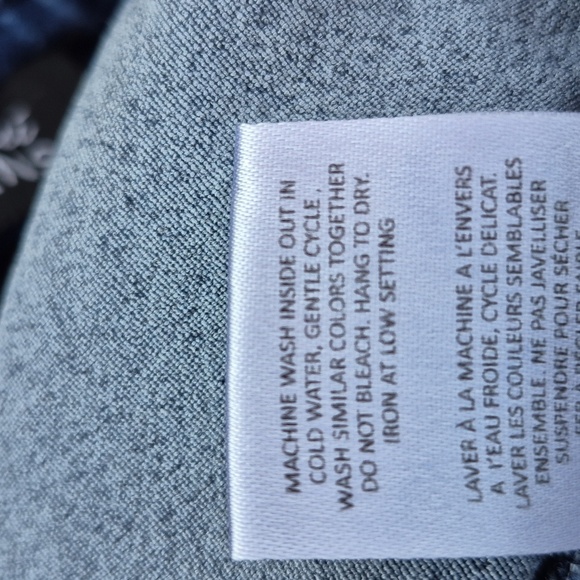 MACHINE WASH INSIDE OUT IN
COLD WATER, GENTLE CYCLE ,
WASH SIMILAR COLORS TOGETHER
DO NOT BLEACH. HANG TO DRY.
IRON AT LOW SETTING
LAVER À LA MACHINE A L'ENVERS
A l'EAU FROIDE, CYCLE DELICAT.
LAVER LES COULEURS SEMBLABLES
ENSEMBLE. NE PAS JAVELLISER
SUSPENDRE POUR SÉCHER